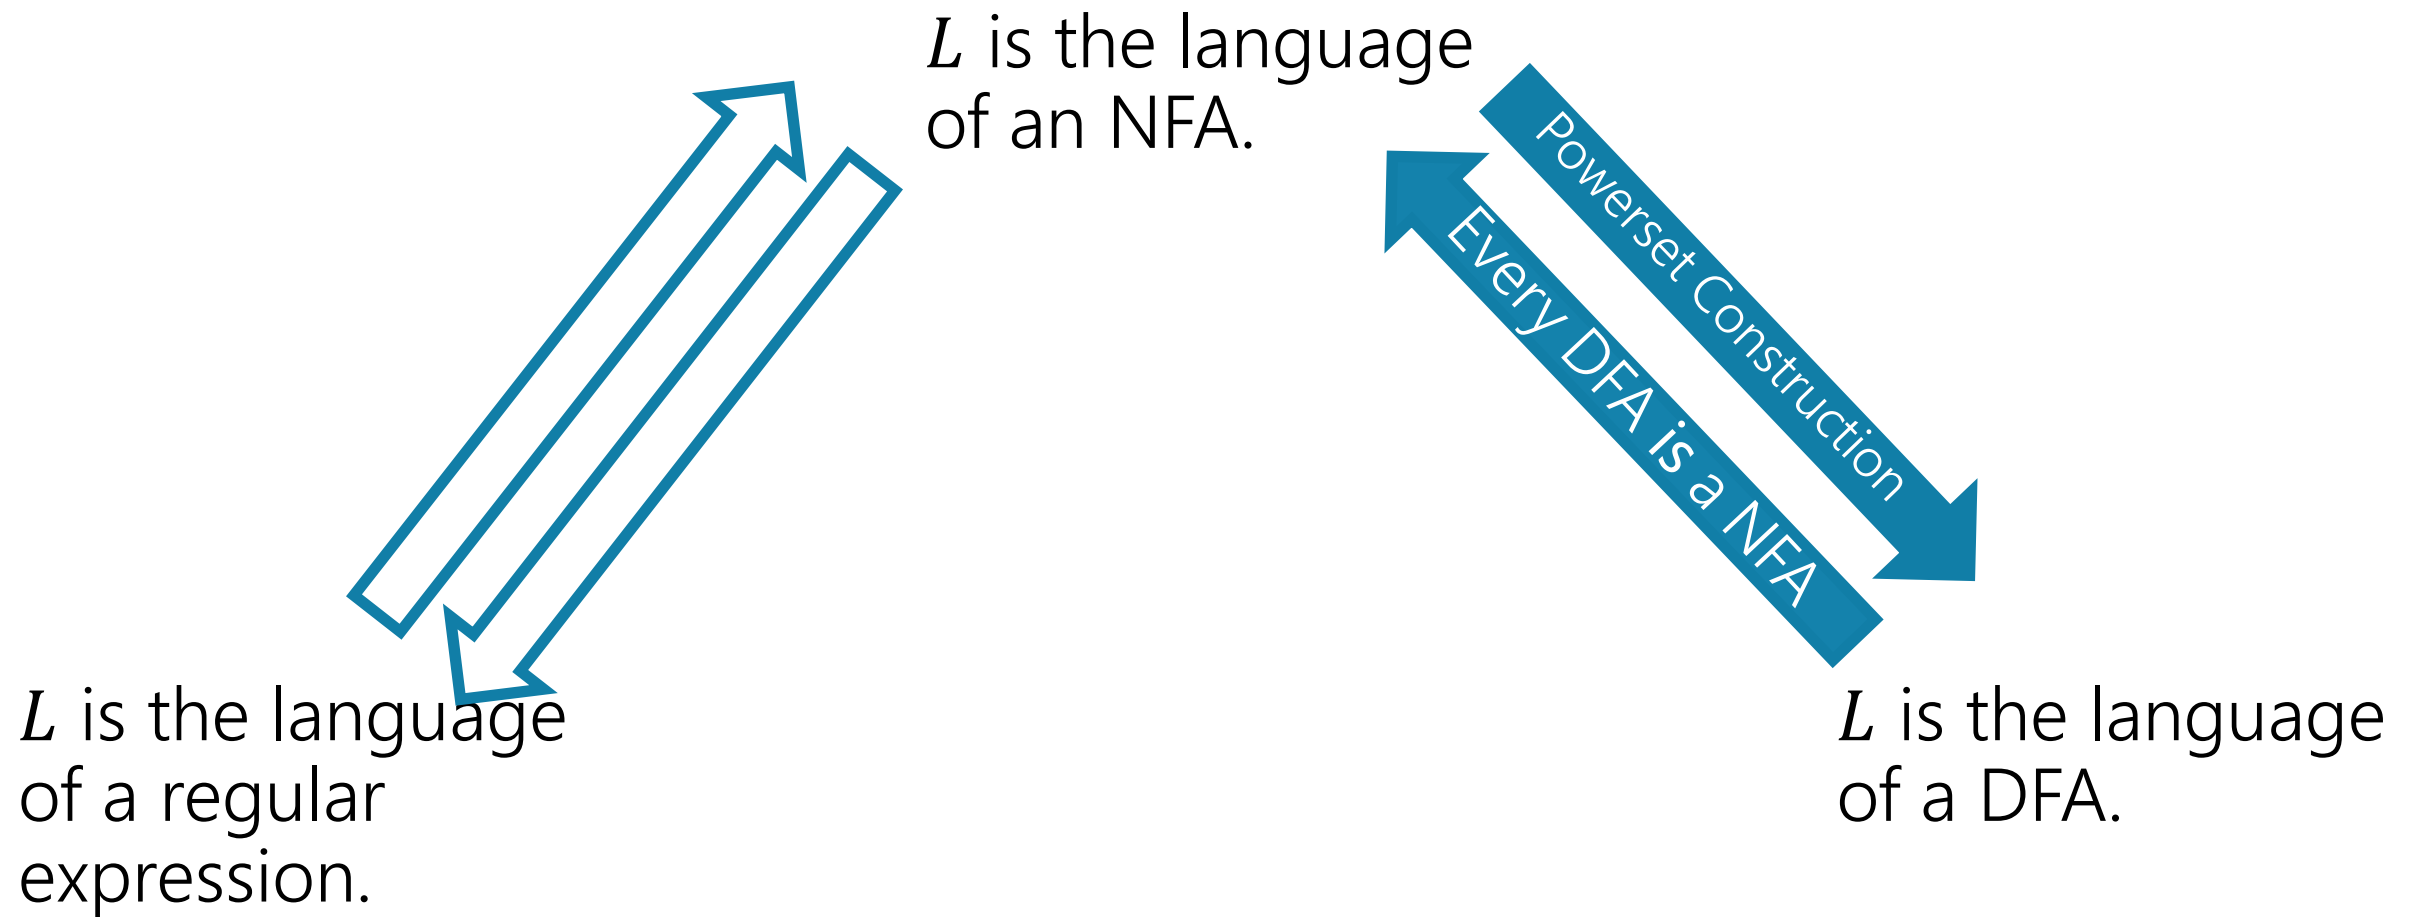 L is the language
of an NFA.
Powerset Construction
Every DFA is a NFA
L is the language
of a regular
expression.
L is the language
of a DFA.